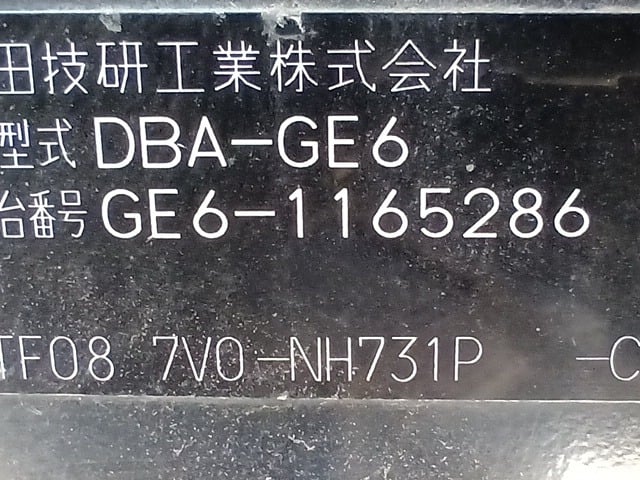 田技研工業株式会社
型式 DBA-GE6
台番号 GE6-1165286
TF08 7V0-NH731P -C